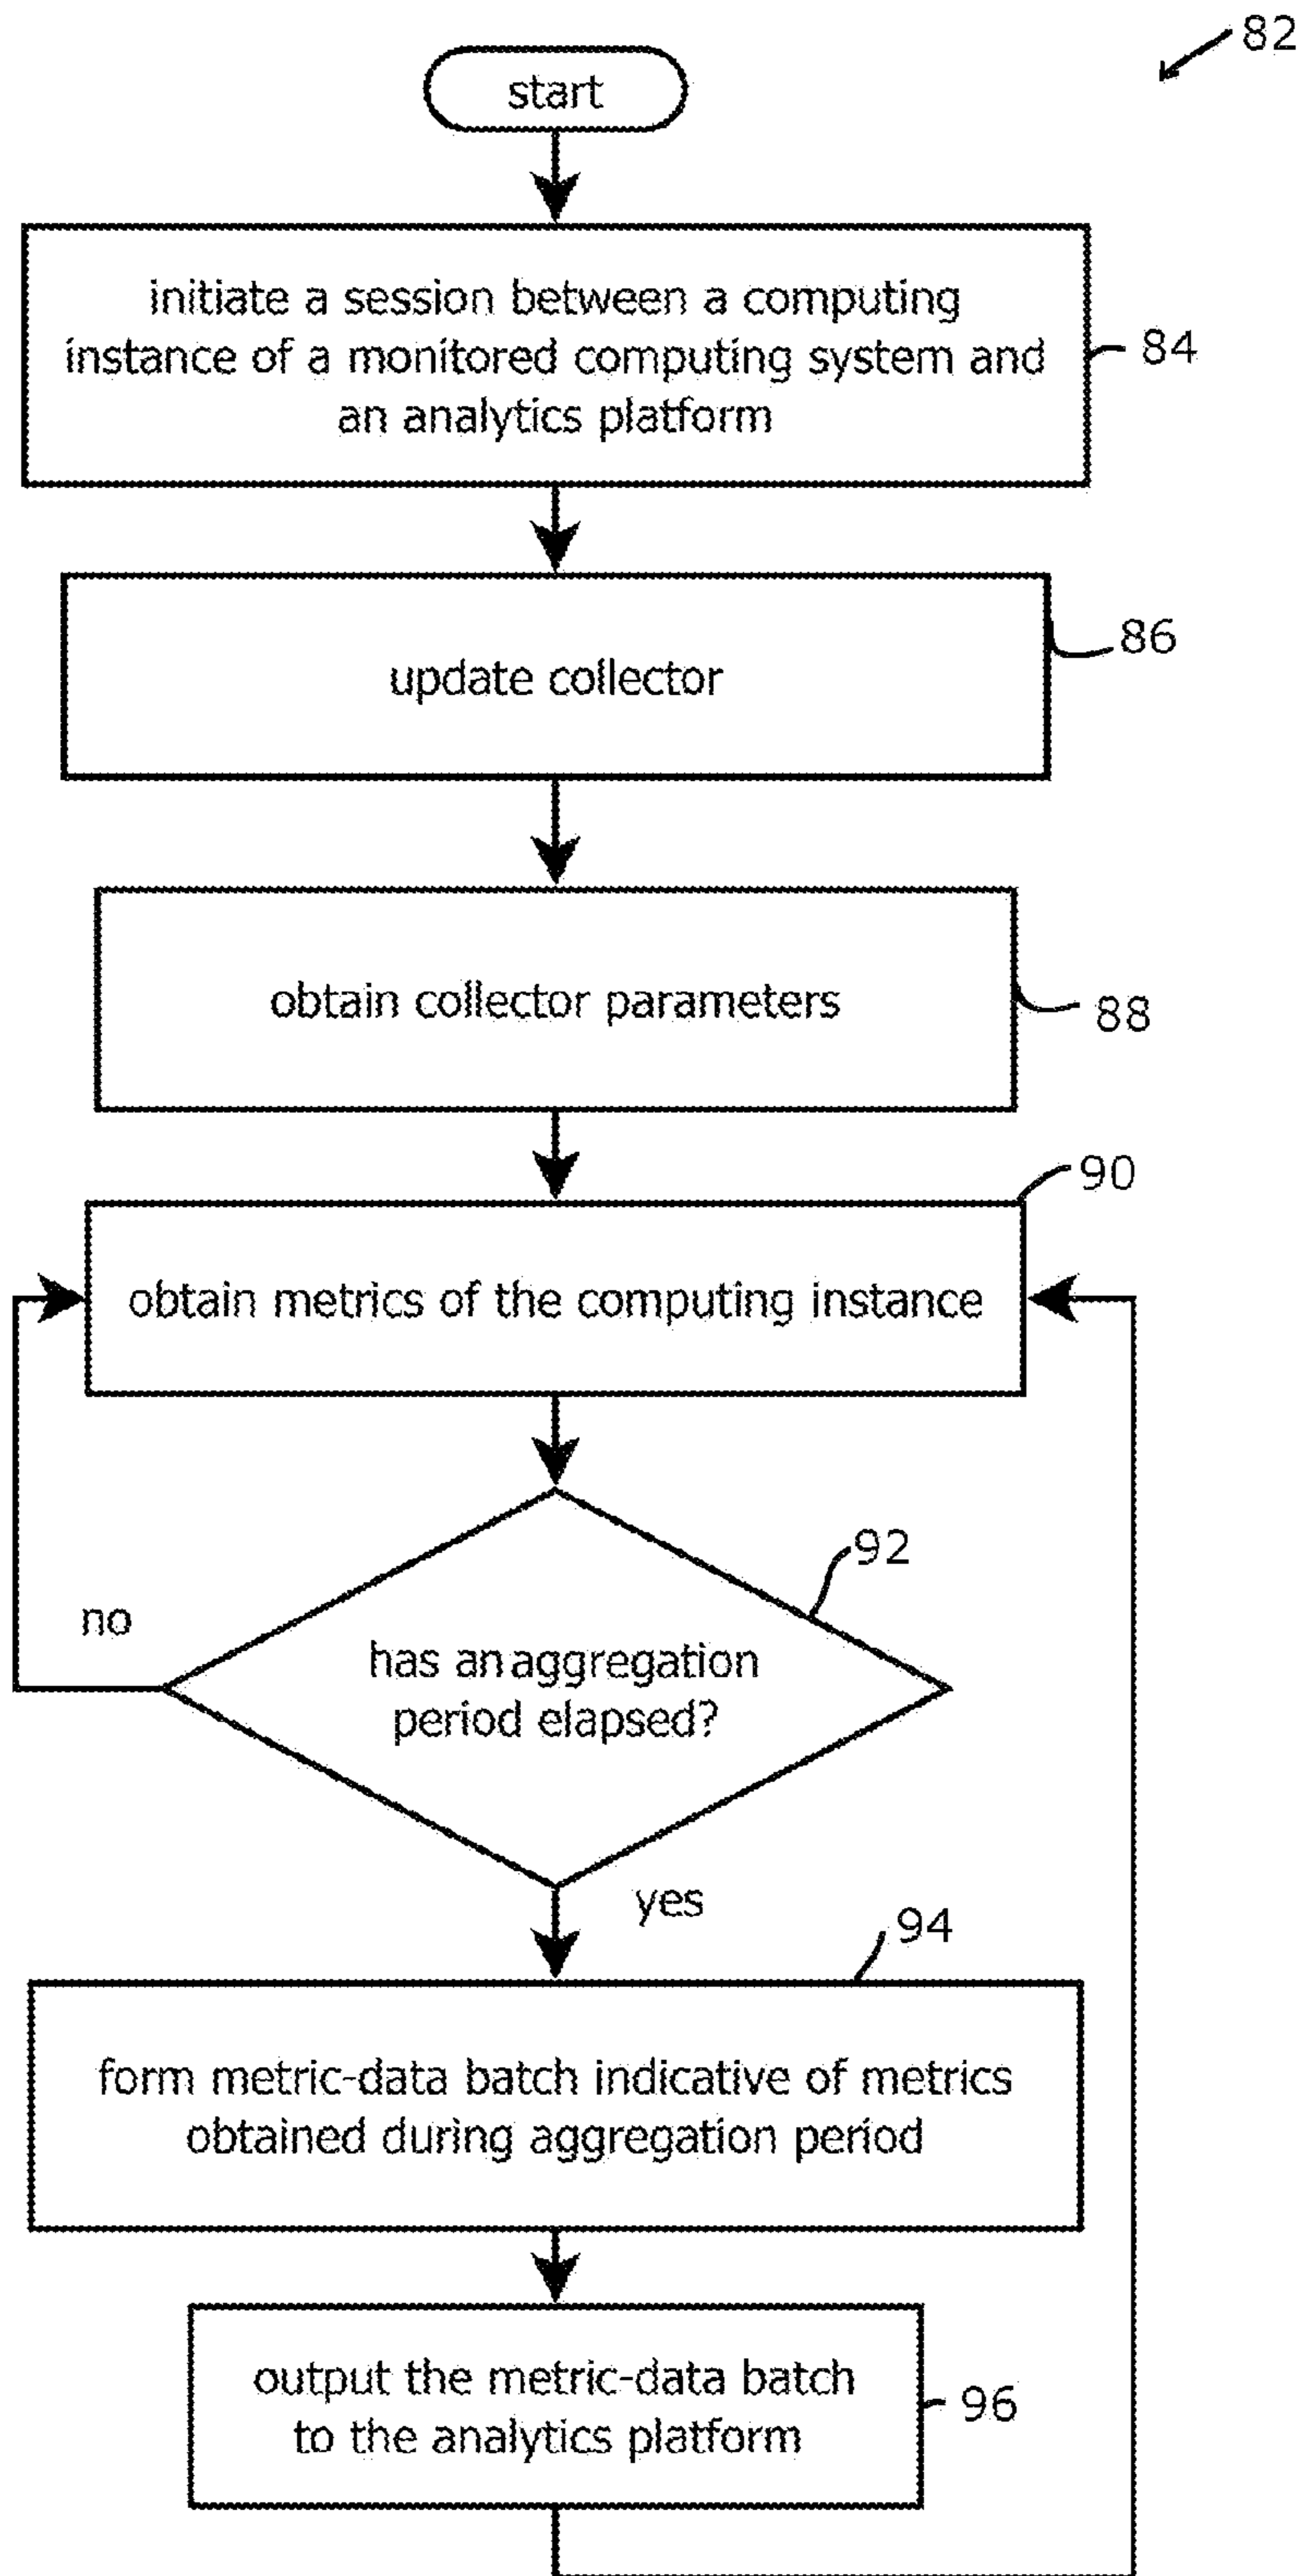 82
start
initiate a session between a computing
instance of a monitored computing system and
an analytics platform
84
update collector
86
obtain collector parameters
88
90
obtain metrics of the computing instance
92
no
has an aggregation
period elapsed?
yes
94
form metric-data batch indicative of metrics
obtained during aggregation period
output the metric-data batch
to the analytics platform
96